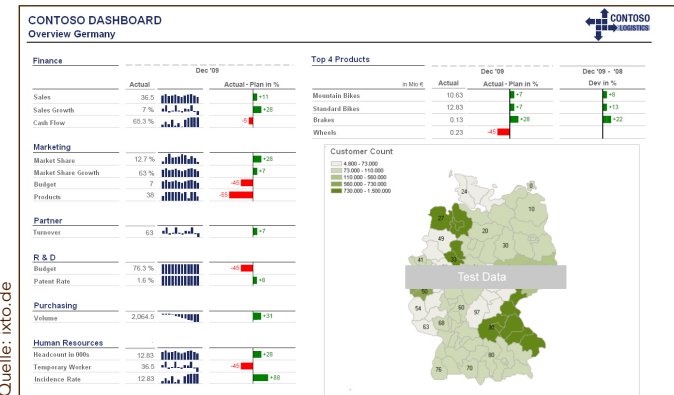 CONTOSO DASHBOARD
Overview Germany
CONTOSO
LOGISTICS
Finance
Dec '09
Actual Actual - Plan in %
Sales 36.5 +11
Sales Growth 7 % +28
Cash Flow 65.3 % -5
Marketing
Market Share 12.7 % +28
Market Share Growth 63 % +7
Budget 7 -45
Products 38 -55
Partner
Turnover 63 +7
R & D
Budget 76.3 % -45
Patent Rate 1.6 % +8
Purchasing
Volume 2,064.5 +31
Human Resources
Headcount in 000s 12.83 +28
Temporary Worker 36.5 -45
Incidence Rate 12.83 +88
Top 4 Products
Dec '09 Dec '09 - '08
in Mio € Actual Actual - Plan in % Dev in %
Mountain Bikes 10.63 +7 +8
Standard Bikes 12.83 +7 +13
Brakes 0.13 +28 +22
Wheels 0.23 -45
Customer Count
4.800 - 73.000
73.000 - 110.000
110.000 - 560.000
560.000 - 730.000
730.000 - 1.500.000
24
10
27
20
49
30
41
33
Test Data
50
54
60
97
63
68
90
80
76
70
Quelle: ixto.de